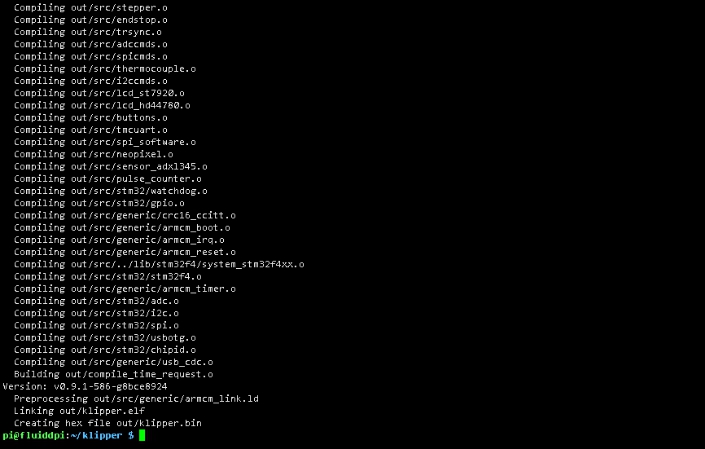 Compiling out/src/stepper.o
Compiling out/src/endstop.o
Compiling out/src/trsync.o
Compiling out/src/adccmds.o
Compiling out/src/spicmds.o
Compiling out/src/thermocouple.o
Compiling out/src/i2ccmds.o
Compiling out/src/lcd_st7920.o
Compiling out/src/lcd_hd44780.o
Compiling out/src/buttons.o
Compiling out/src/tmcuart.o
Compiling out/src/spi_software.o
Compiling out/src/neopixel.o
Compiling out/src/sensor_adxl345.o
Compiling out/src/pulse_counter.o
Compiling out/src/stm32/watchdog.o
Compiling out/src/stm32/gpio.o
Compiling out/src/generic/crc16_ccitt.o
Compiling out/src/generic/armcm_boot.o
Compiling out/src/generic/armcm_irq.o
Compiling out/src/generic/armcm_reset.o
Compiling out/src/../lib/stm32f4/system_stm32f4xx.o
Compiling out/src/stm32/stm32f4.o
Compiling out/src/generic/armcm_timer.o
Compiling out/src/stm32/adc.o
Compiling out/src/stm32/i2c.o
Compiling out/src/stm32/spi.o
Compiling out/src/stm32/usbotg.o
Compiling out/src/stm32/chipid.o
Compiling out/src/generic/usb_cdc.o
Building out/compile_time_request.o
Version: v0.9.1-586-g8bce8924
Preprocessing out/src/generic/armcm_link.ld
Linking out/klipper.elf
Creating hex file out/klipper.bin
pi@fluiddpi:~/klipper $